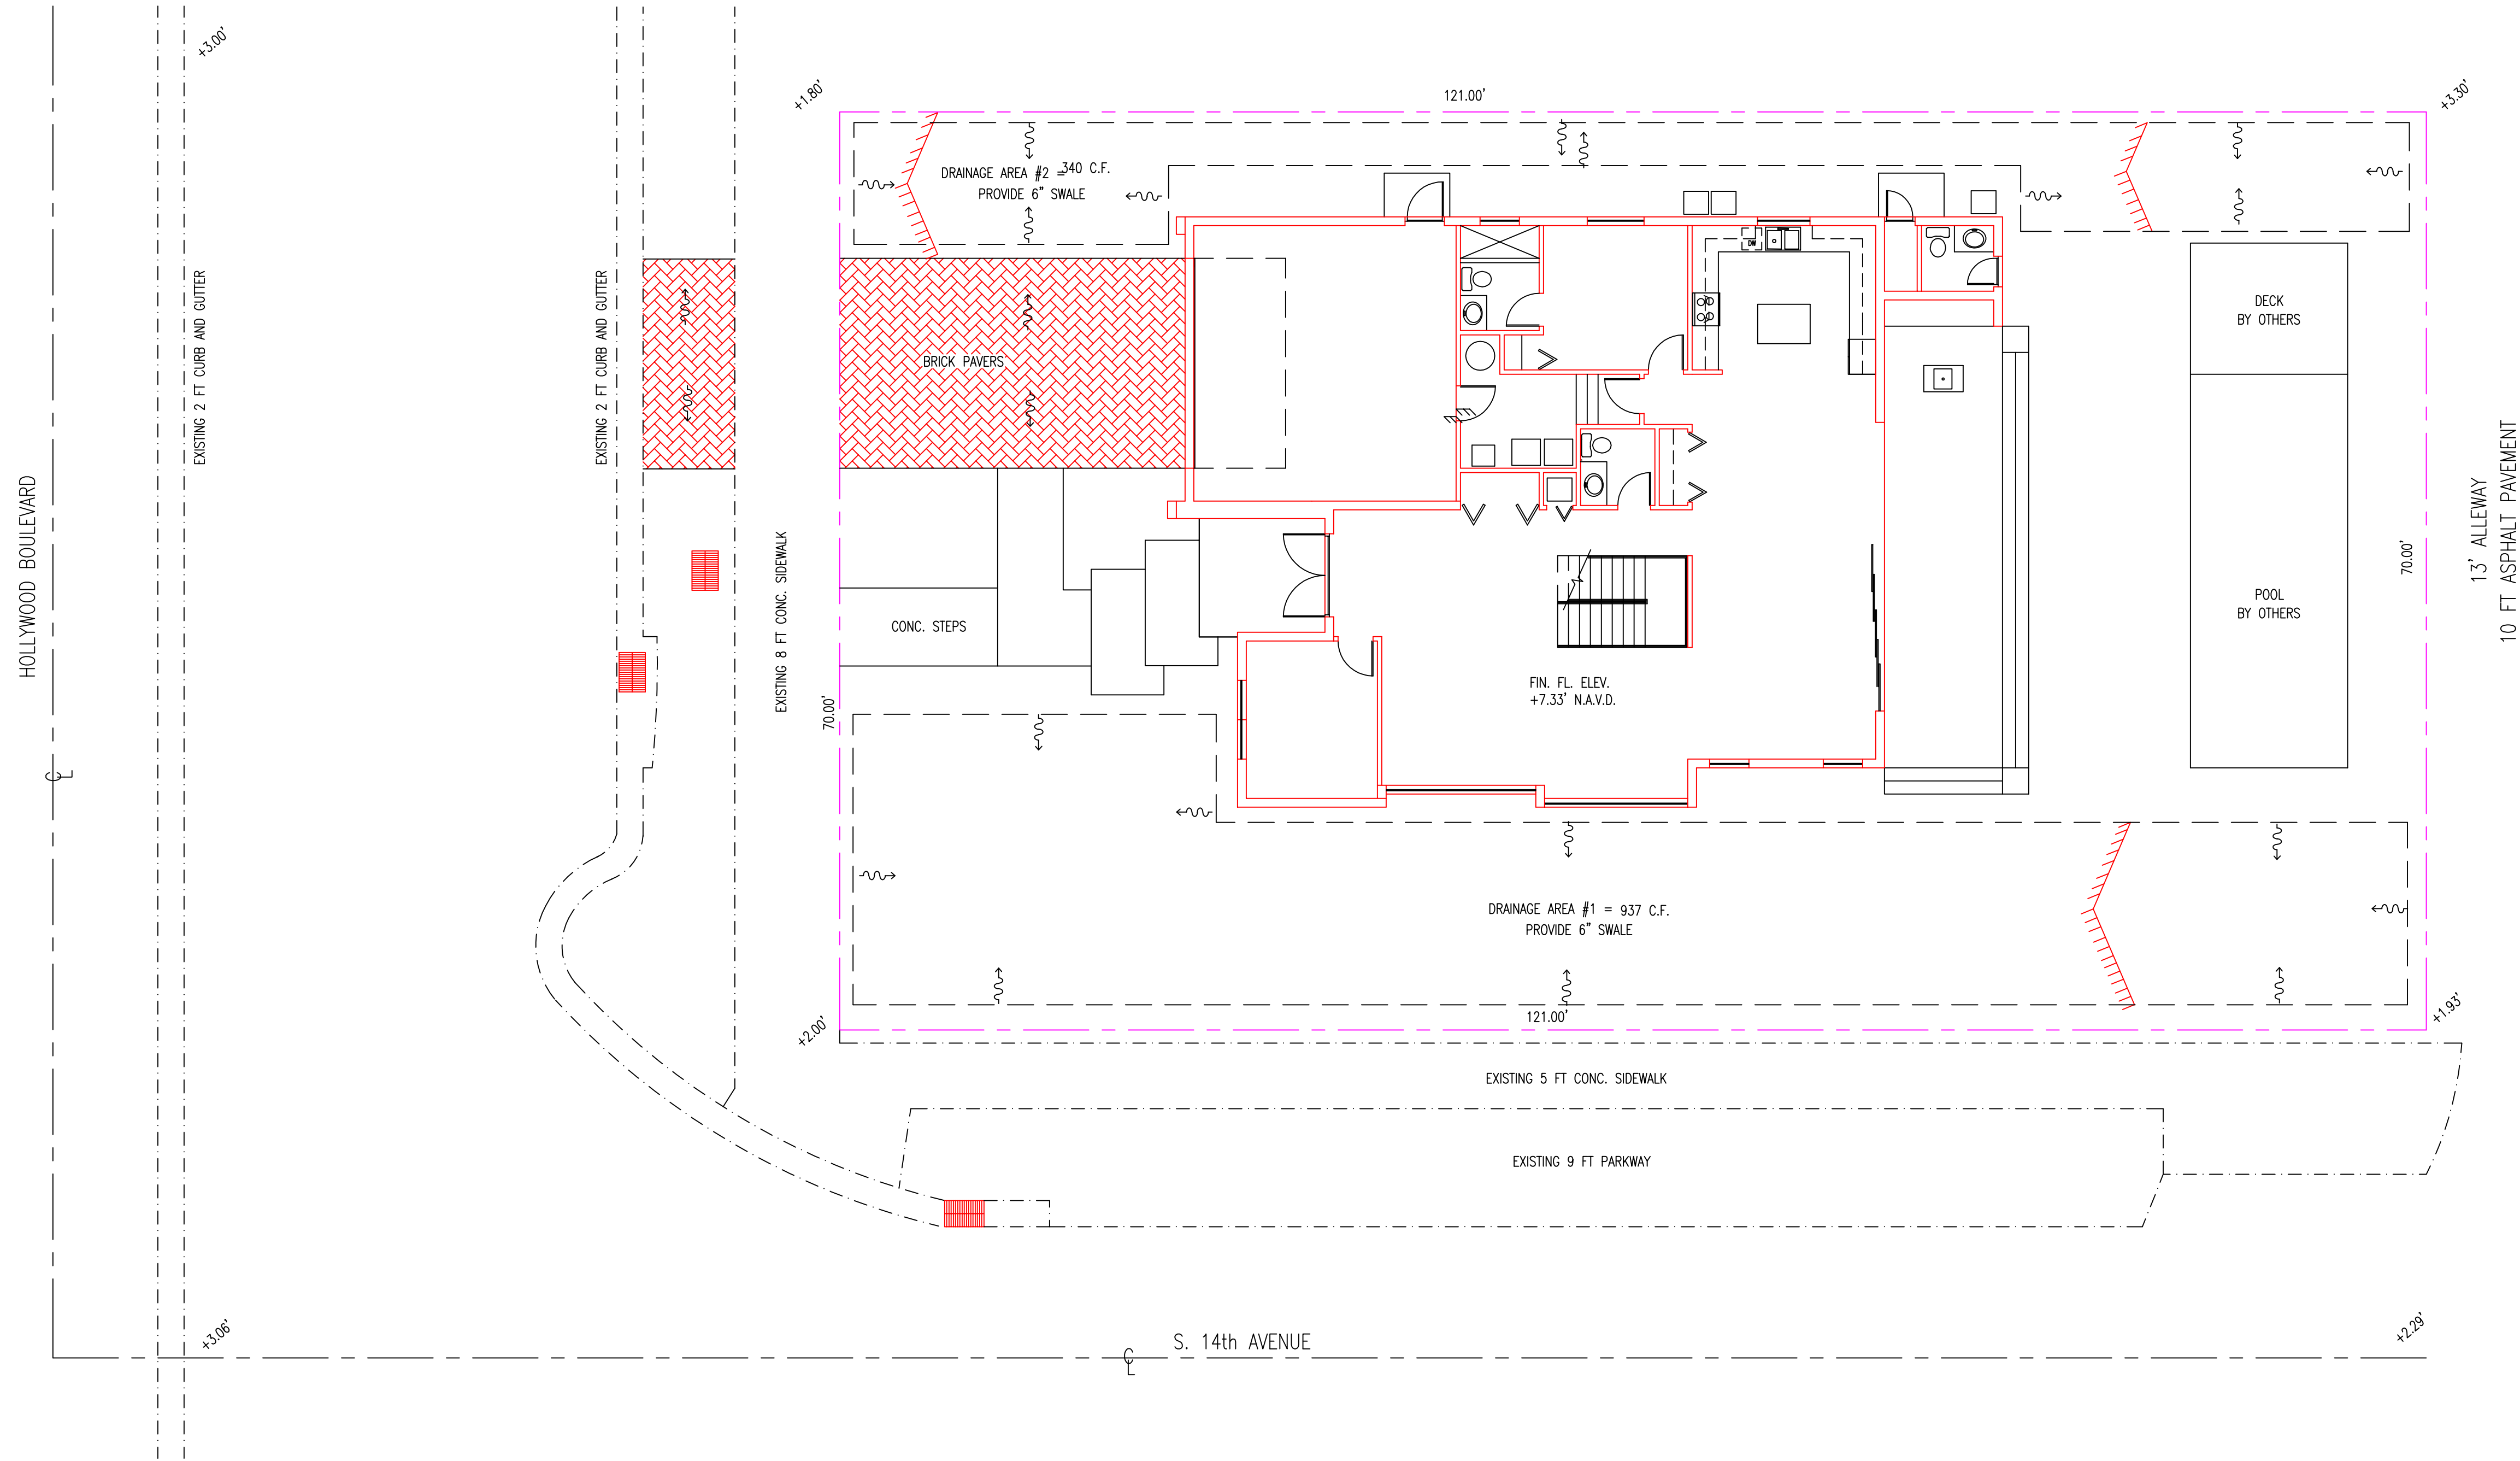 +3.00'
+1.80'
121.00'
+3.30'
DRAINAGE AREA #2 = 340 C.F.
PROVIDE 6" SWALE
DW
EXISTING 2 FT CURB AND GUTTER
EXISTING 2 FT CURB AND GUTTER
BRICK PAVERS
DECK
BY OTHERS
HOLLYWOOD BOULEVARD
EXISTING 8 FT CONC. SIDEWALK
CONC. STEPS
70.00'
FIN. FL. ELEV.
+7.33' N.A.V.D.
POOL
BY OTHERS
70.00'
13' ALLEWAY
10 FT ASPHALT PAVEMENT
CL
DRAINAGE AREA #1 = 937 C.F.
PROVIDE 6" SWALE
+2.00'
121.00'
+1.93'
EXISTING 5 FT CONC. SIDEWALK
EXISTING 9 FT PARKWAY
+3.06'
S. 14th AVENUE
CL
+2.29'